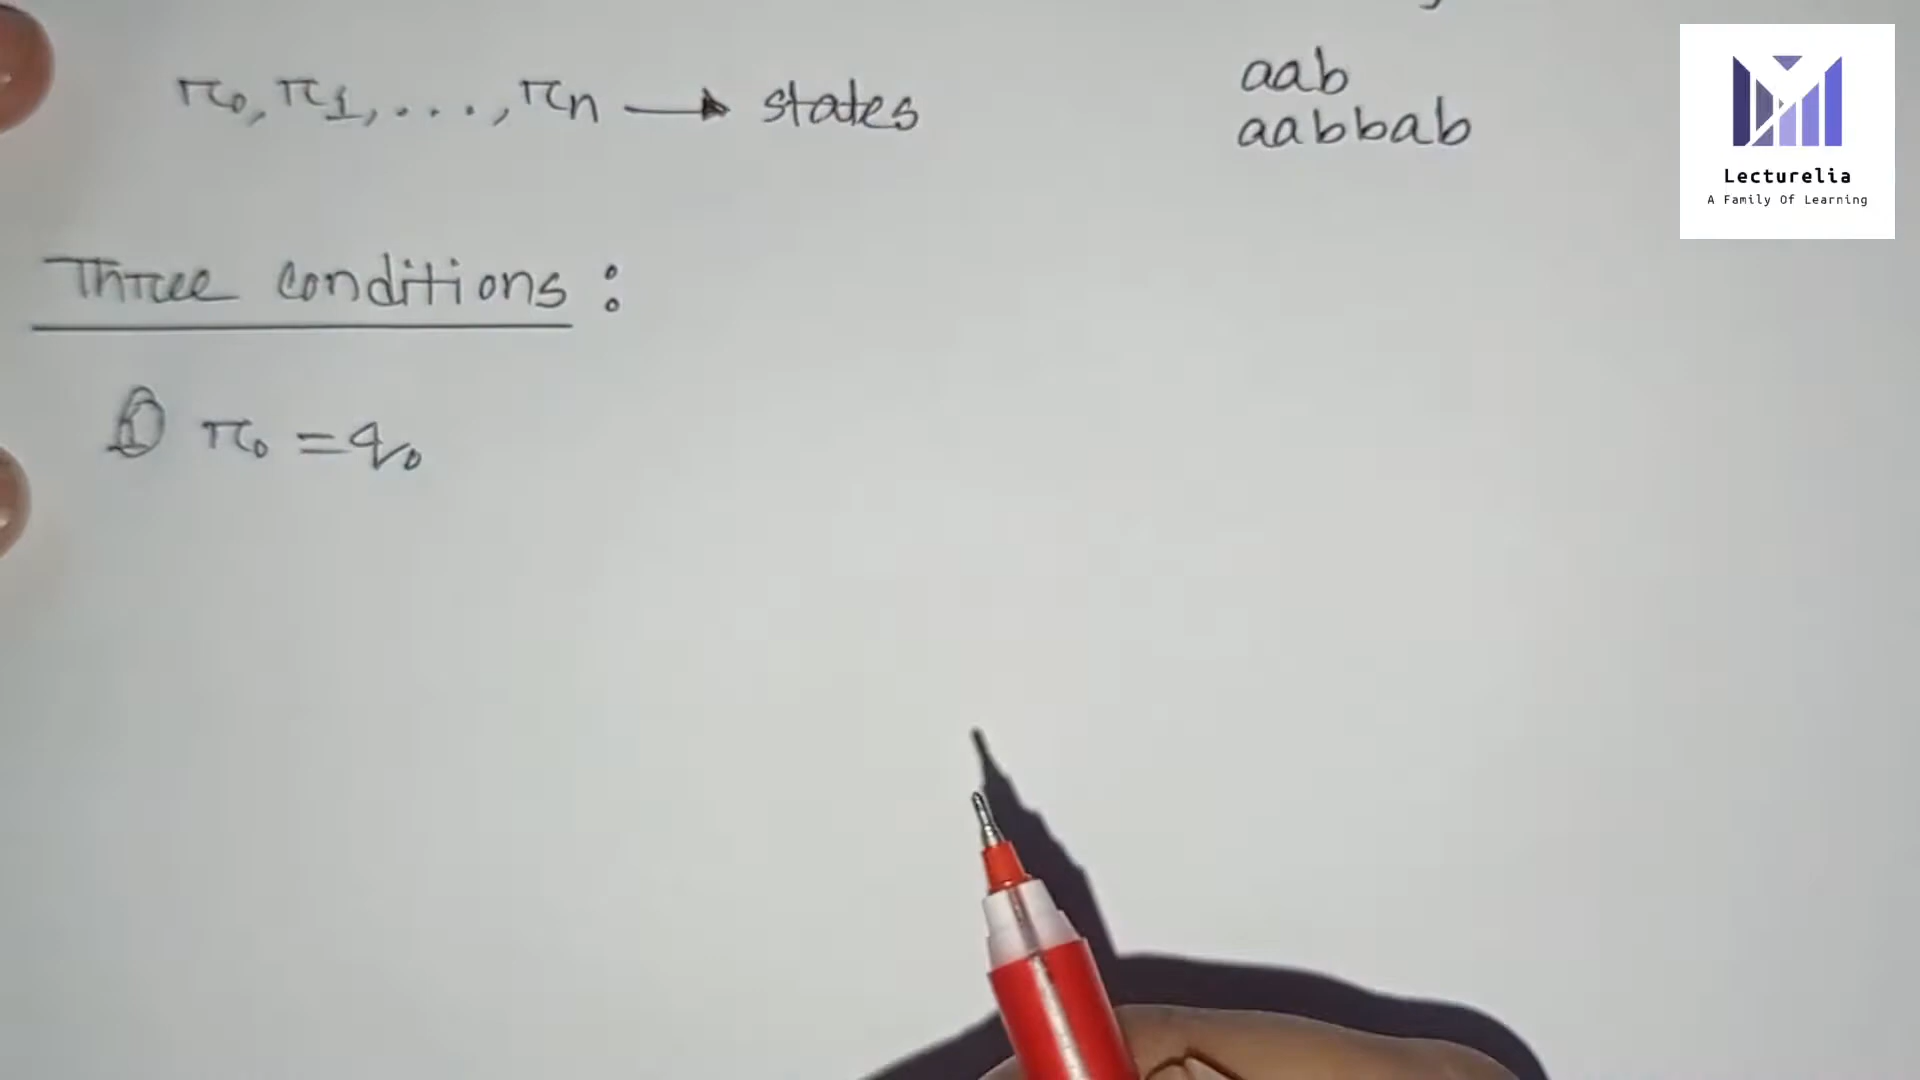 r0, r1, ..., rn → states
aab
aabbab
Lecturelia
A Family Of Learning
Three conditions :
① r0 = q0